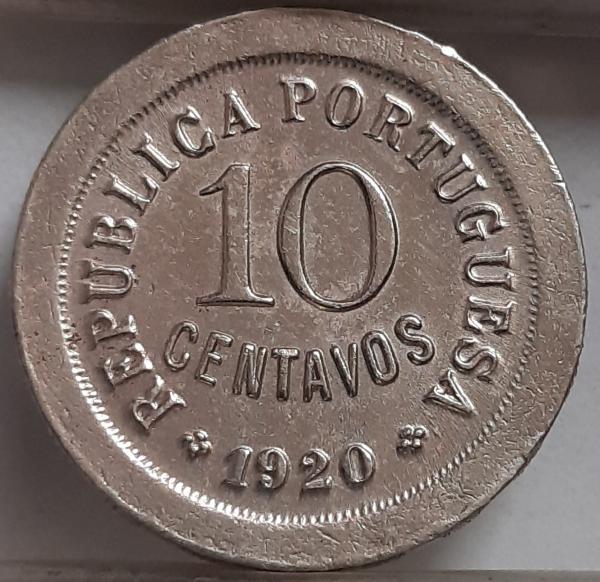 REPUBLICA PORTUGUESA
10
CENTAVOS
1920